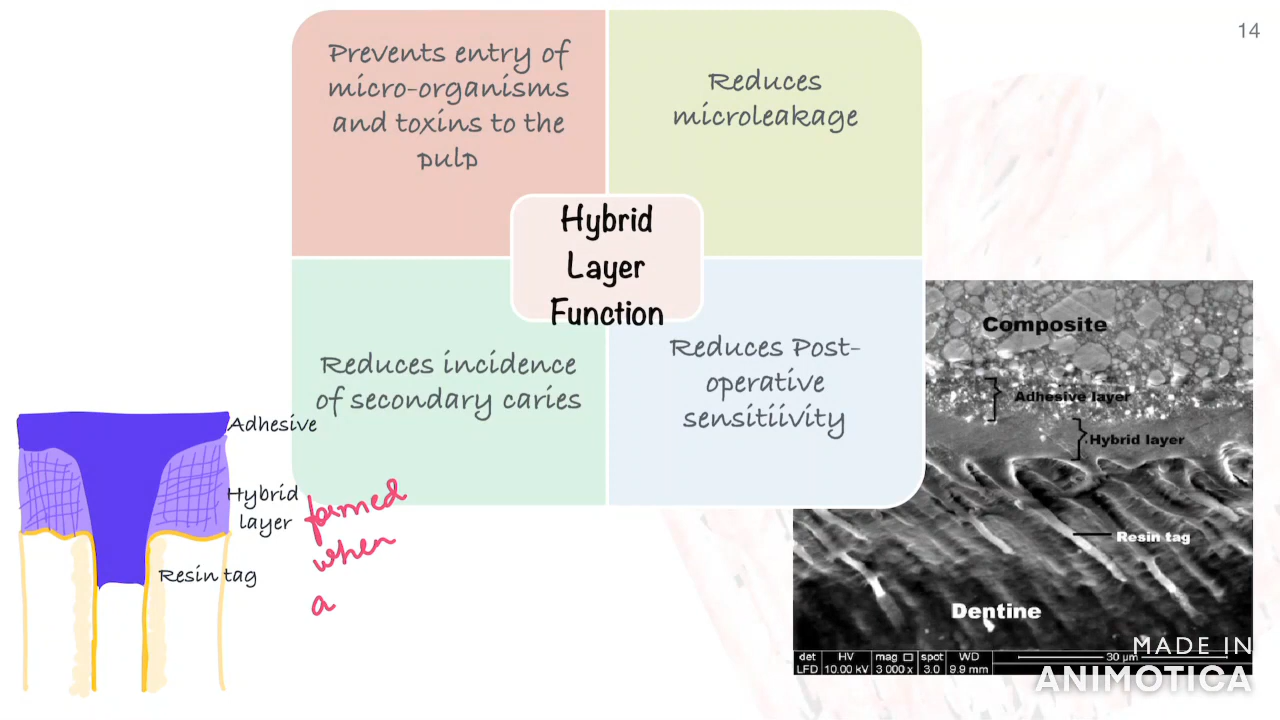 14
Prevents entry of
micro-organisms
and toxins to the
pulp
Reduces
microleakage
Hybrid
Layer
Function
Reduces incidence
of secondary caries
Reduces Post-
operative
sensitiivity
Adhesive
Hybrid
layer
Resin tag
formed
when
a
Composite
Adhesive layer
Hybrid layer
Resin tag
Dentine
det HV mag spot WD
LFD 10.00 kV 3 000 x 3.0 9.9 mm
30 µm
MADE IN
ANIMOTICA